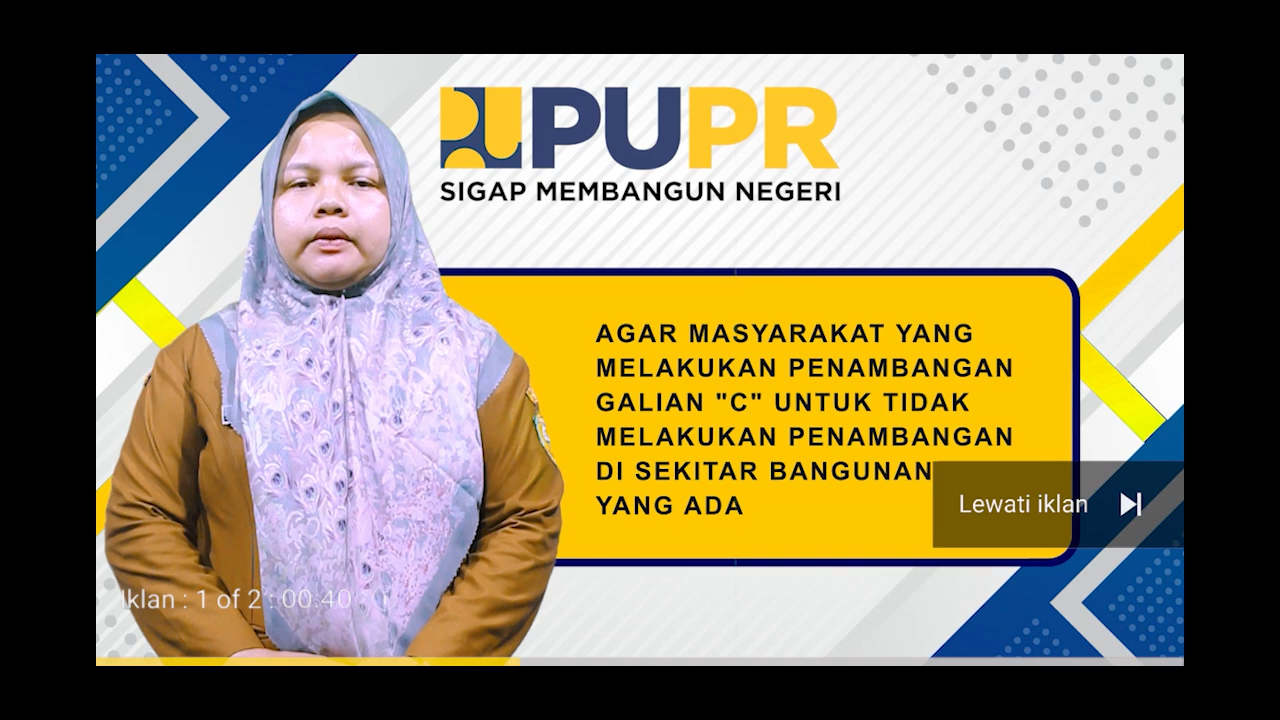 PUPR
SIGAP MEMBANGUN NEGERI
AGAR MASYARAKAT YANG
MELAKUKAN PENAMBANGAN
GALIAN "C" UNTUK TIDAK
MELAKUKAN PENAMBANGAN
DI SEKITAR BANGUNAN
YANG ADA
Lewati iklan
Iklan : 1 of 2 : 00:40